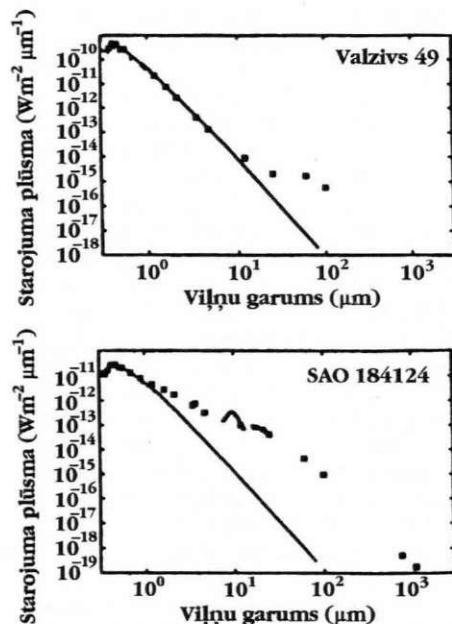 Starojuma plūsma (Wm⁻² µm⁻¹)
Valzivs 49
10⁻¹⁰
10⁻¹¹
10⁻¹²
10⁻¹³
10⁻¹⁴
10⁻¹⁵
10⁻¹⁶
10⁻¹⁷
10⁻¹⁸
10⁰ 10¹ 10² 10³
Viļņu garums (µm)
Starojuma plūsma (Wm⁻² µm⁻¹)
SAO 184124
10⁻¹¹
10⁻¹²
10⁻¹³
10⁻¹⁴
10⁻¹⁵
10⁻¹⁶
10⁻¹⁷
10⁻¹⁸
10⁻¹⁹
10⁰ 10¹ 10² 10³
Viļņu garums (µm)